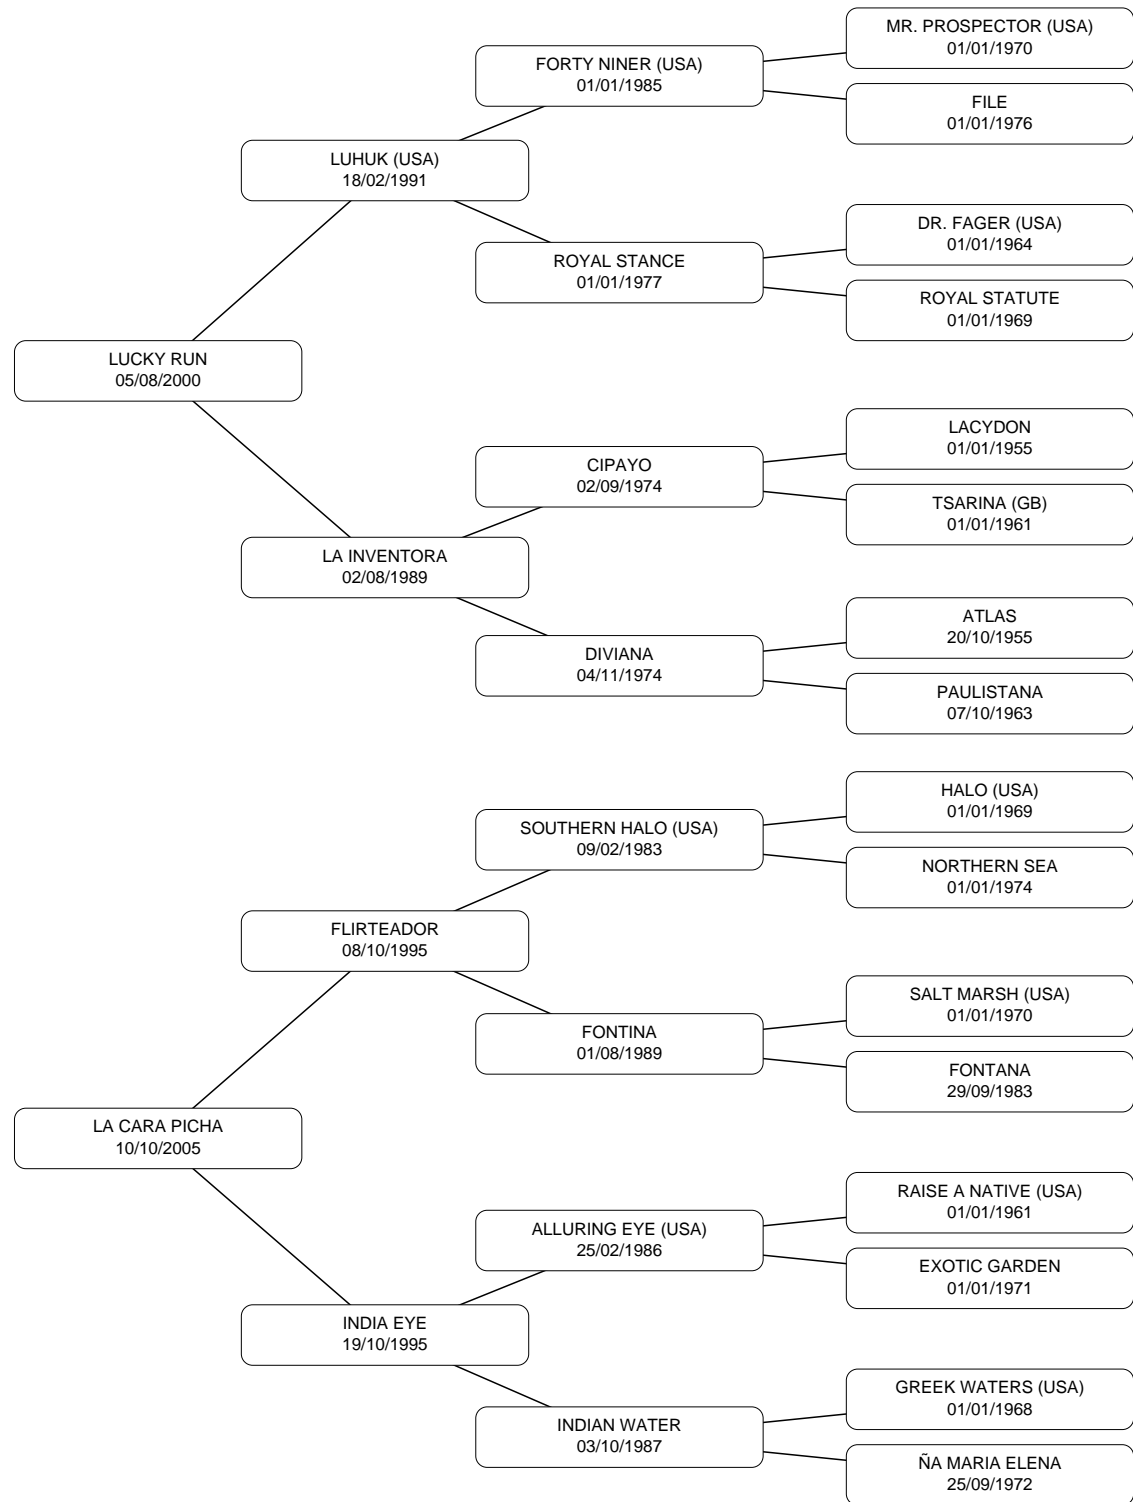 MR. PROSPECTOR (USA)
01/01/1970
FORTY NINER (USA)
01/01/1985
FILE
01/01/1976
LUHUK (USA)
18/02/1991
DR. FAGER (USA)
01/01/1964
ROYAL STANCE
01/01/1977
ROYAL STATUTE
01/01/1969
LUCKY RUN
05/08/2000
LACYDON
01/01/1955
CIPAYO
02/09/1974
TSARINA (GB)
01/01/1961
LA INVENTORA
02/08/1989
ATLAS
20/10/1955
DIVIANA
04/11/1974
PAULISTANA
07/10/1963
HALO (USA)
01/01/1969
SOUTHERN HALO (USA)
09/02/1983
NORTHERN SEA
01/01/1974
FLIRTEADOR
08/10/1995
SALT MARSH (USA)
01/01/1970
FONTINA
01/08/1989
FONTANA
29/09/1983
LA CARA PICHA
10/10/2005
RAISE A NATIVE (USA)
01/01/1961
ALLURING EYE (USA)
25/02/1986
EXOTIC GARDEN
01/01/1971
INDIA EYE
19/10/1995
GREEK WATERS (USA)
01/01/1968
INDIAN WATER
03/10/1987
ÑA MARIA ELENA
25/09/1972